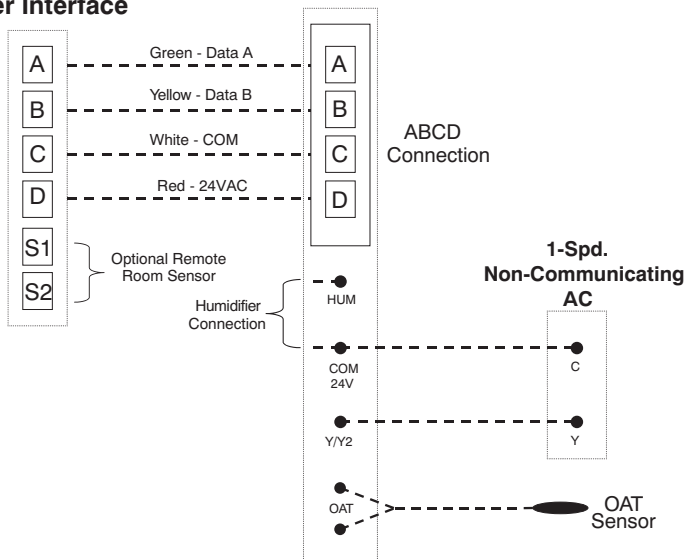 er Interface
A
Green - Data A
A
B
Yellow - Data B
B
C
White - COM
C
D
Red - 24VAC
D
ABCD
Connection
S1
S2
Optional Remote
Room Sensor
Humidifier
Connection
HUM
1-Spd.
Non-Communicating
AC
COM
24V
C
Y/Y2
Y
OAT
OAT
Sensor